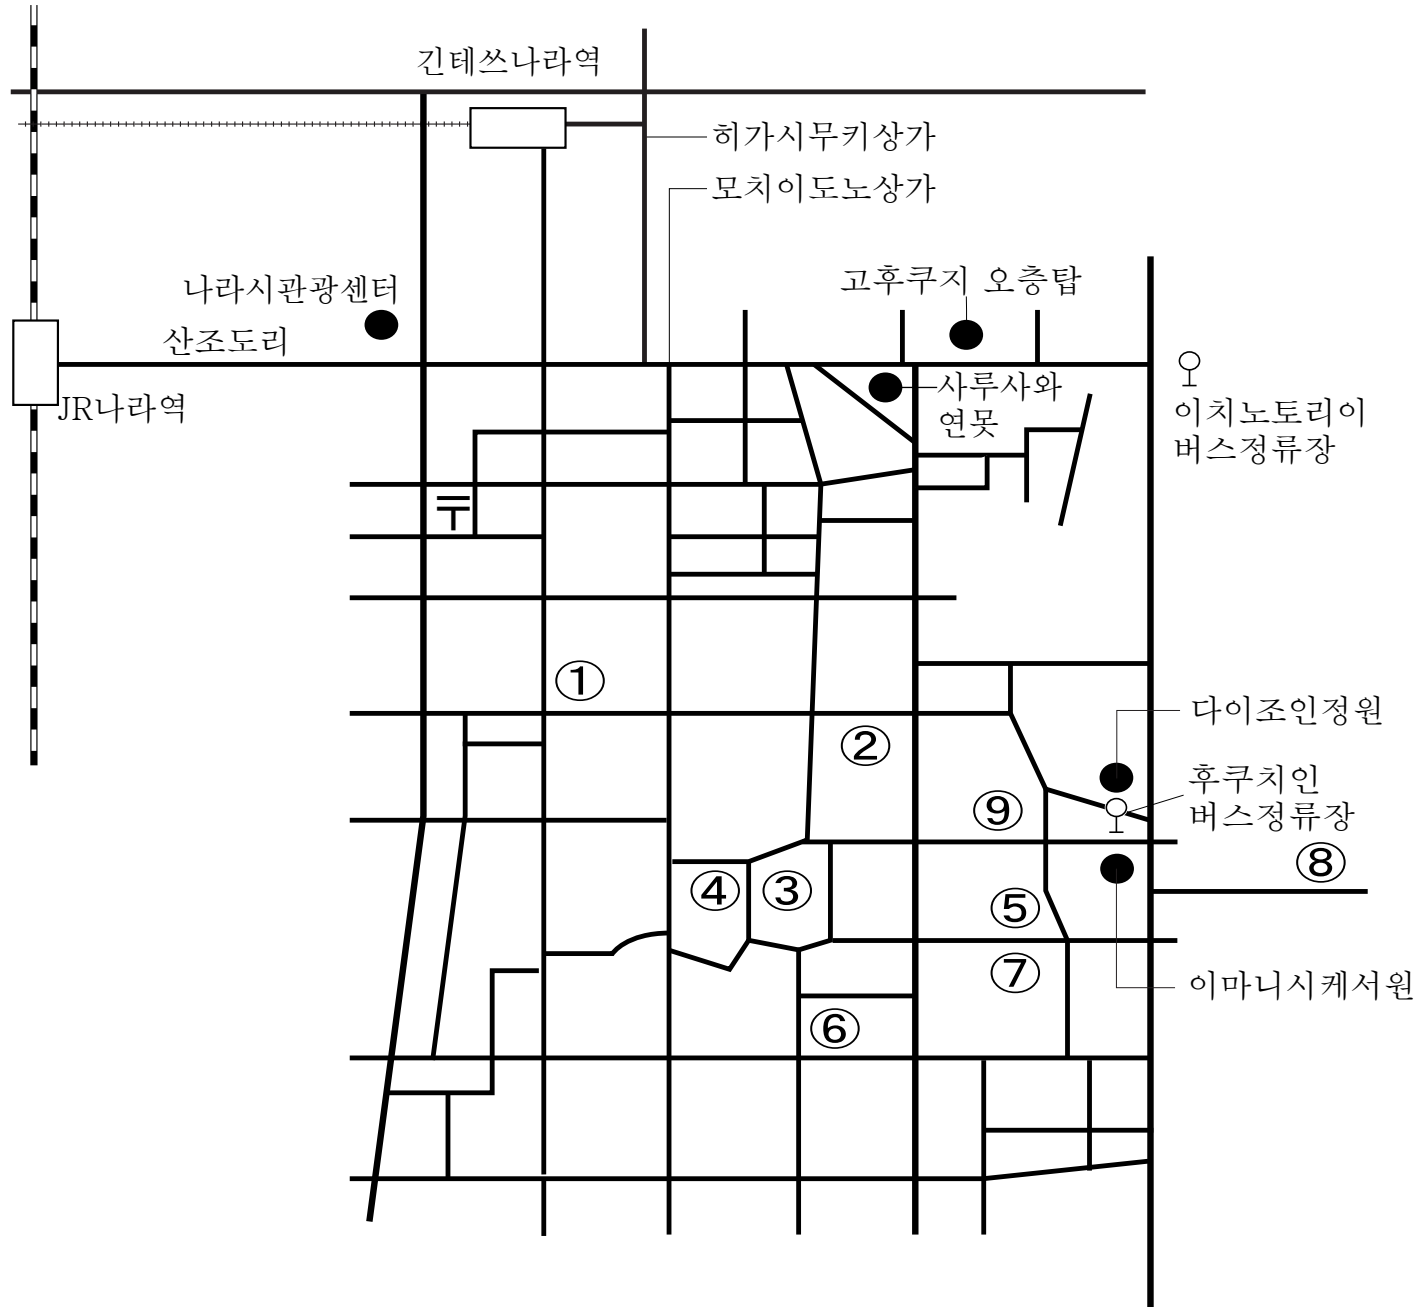 긴테쓰나라역
히가시무키상가
모치이도노상가
나라시관광센터
고후쿠지 오층탑
산조도리
JR나라역
사루사와
연못
이치노토리이
버스정류장
〒
①
②
다이조인정원
후쿠치인
버스정류장
⑨
⑧
④
③
⑤
⑦
이마니시케서원
⑥